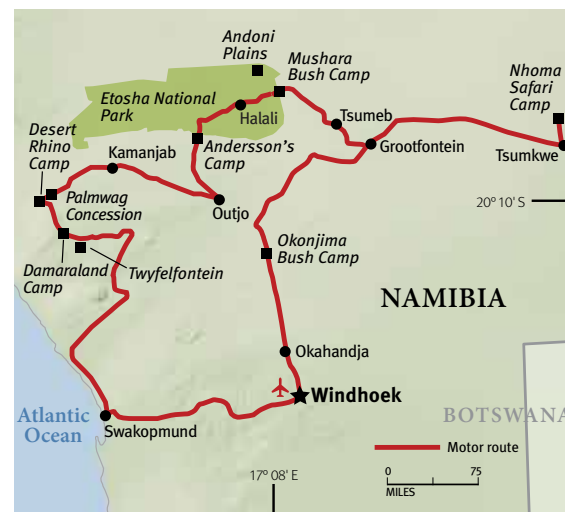 Andoni
Plains
Mushara
Bush Camp
Nhoma
Safari
Camp
Etosha National
Park
Halali
Tsumeb
Desert
Rhino
Camp
Kamanjab
Andersson's
Camp
Grootfontein
Tsumkwe
Palmwag
Concession
Outjo
20º 10' S
Okonjima
Bush Camp
Damaraland
Camp
Twyfelfontein
NAMIBIA
Okahandja
Windhoek
Atlantic
Ocean
BOTSWANA
Swakopmund
Motor route
17º 08' E
0
75
MILES